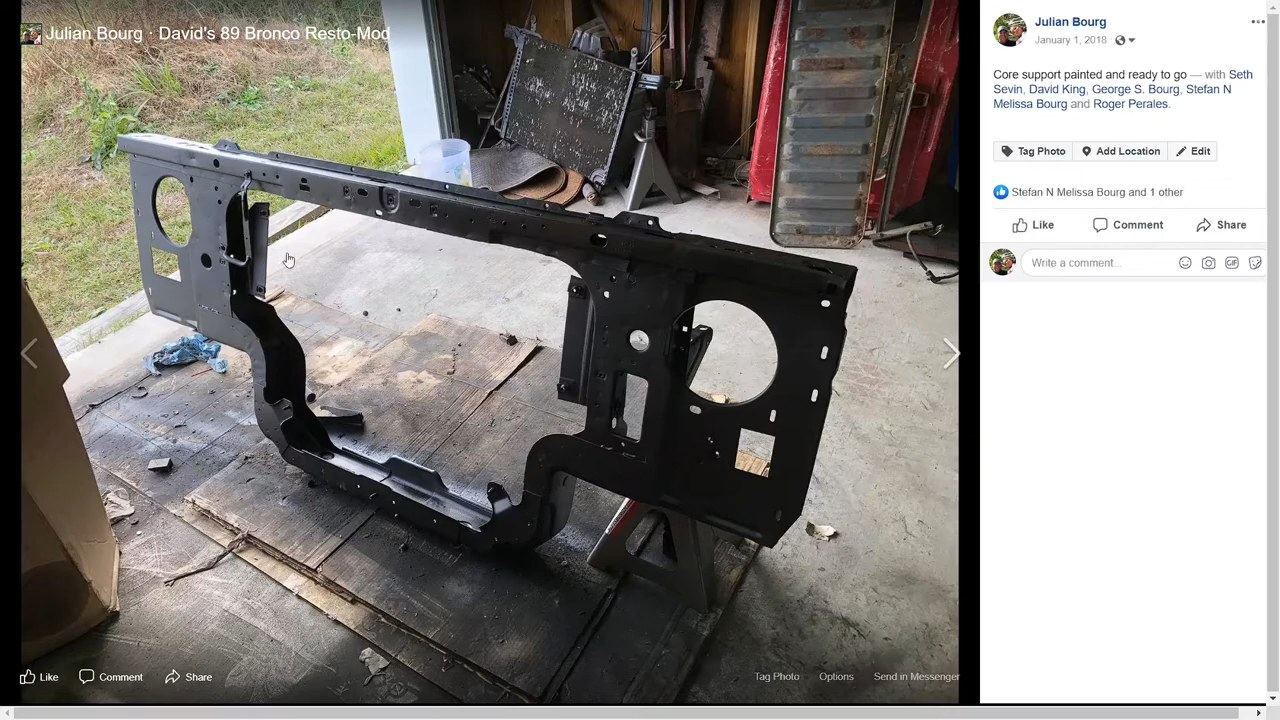 Julian Bourg · David's 89 Bronco Resto-Mod
Like Comment Share
Tag Photo Options Send in Messenger
Julian Bourg
January 1, 2018 ·
Core support painted and ready to go — with Seth
Sevin, David King, George S. Bourg, Stefan N
Melissa Bourg and Roger Perales.
Tag Photo Add Location Edit
Stefan N Melissa Bourg and 1 other
Like Comment Share
Write a comment...
GIF